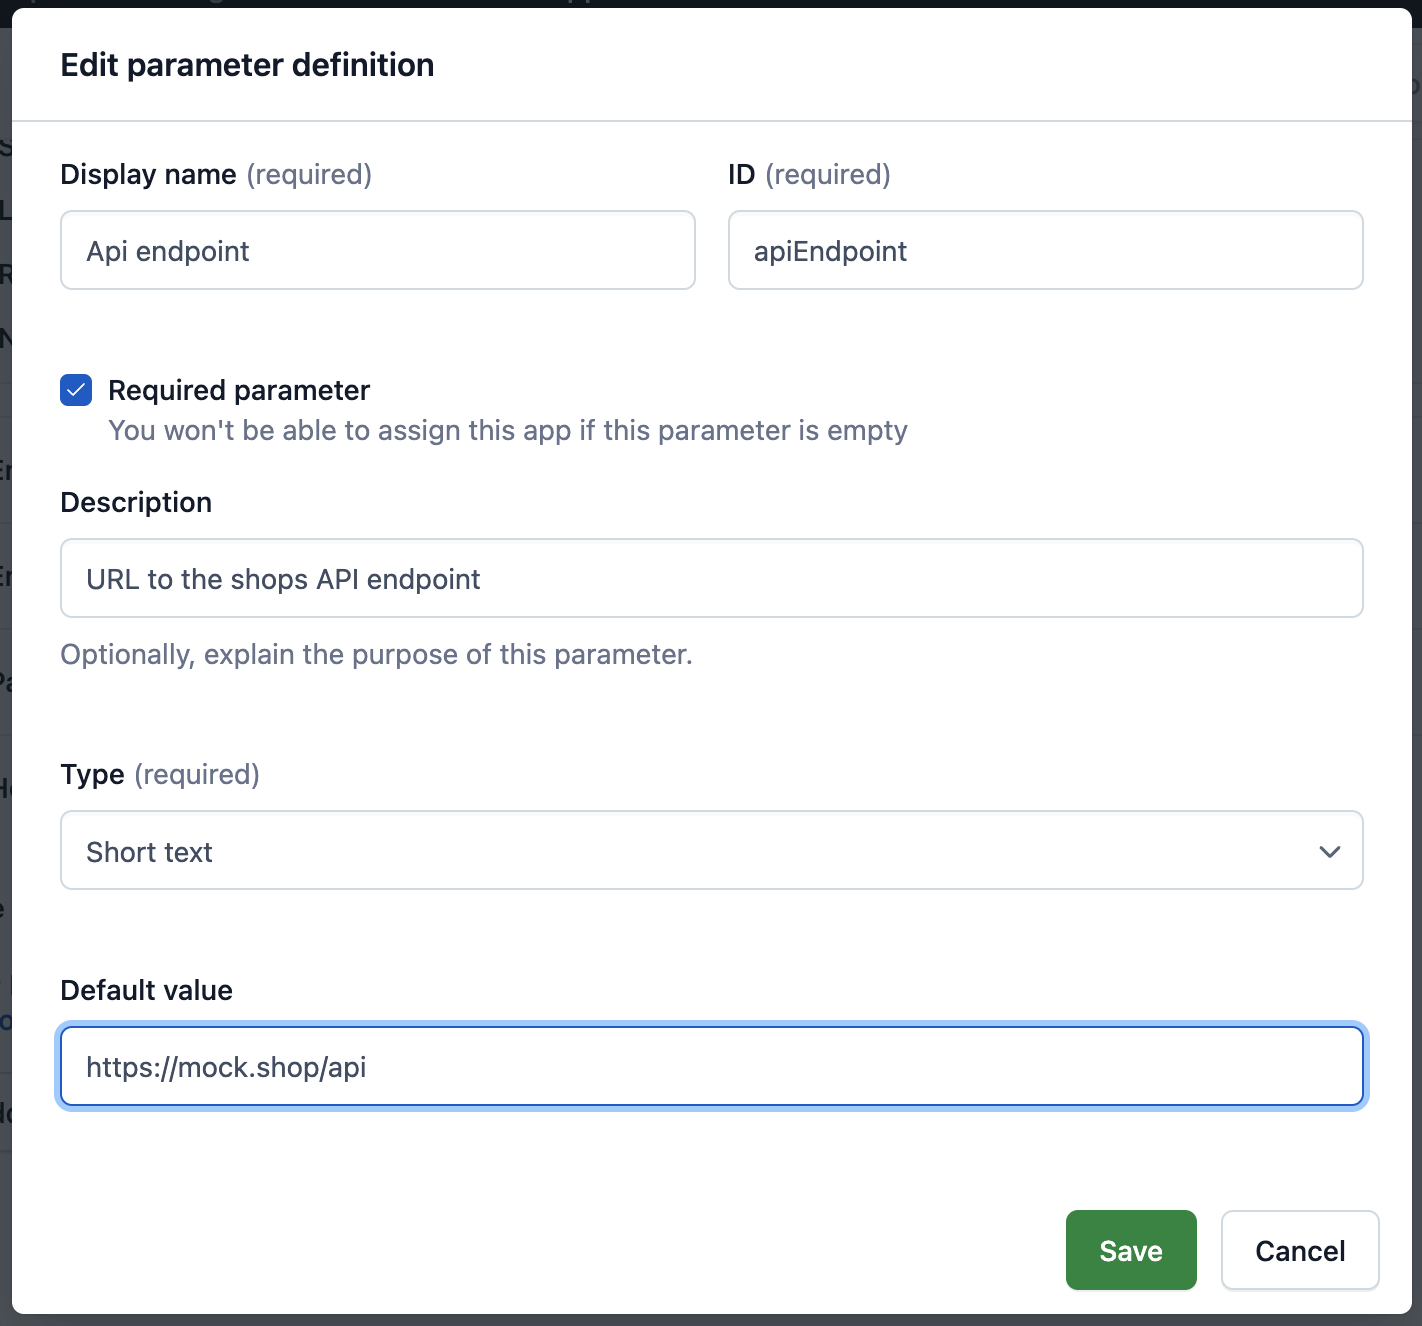 Edit parameter definition
Display name (required)
ID (required)
Api endpoint
apiEndpoint
Required parameter
You won't be able to assign this app if this parameter is empty
Description
URL to the shops API endpoint
Optionally, explain the purpose of this parameter.
Type (required)
Short text
Default value
https://mock.shop/api
Save
Cancel